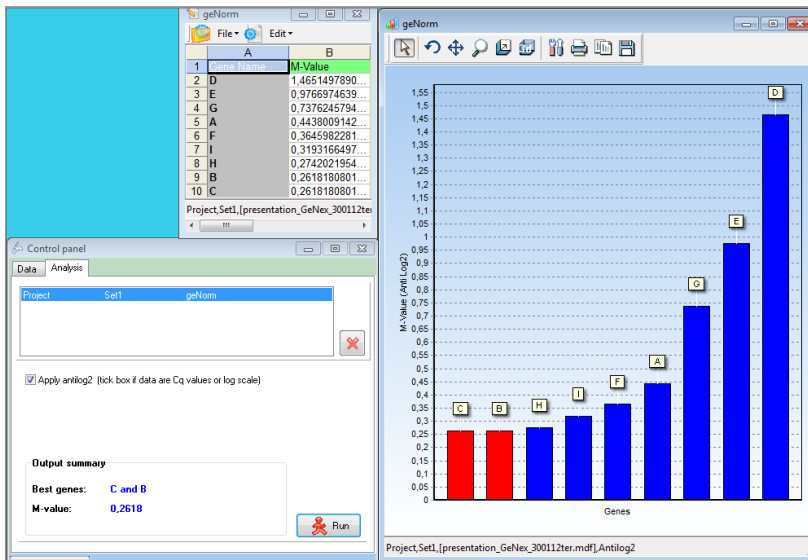 geNorm
File Edit
A B
1 Gene Name M-Value
2 D 1,4651497890...
3 E 0,9766974639...
4 G 0,7376245794...
5 A 0,4438009142...
6 F 0,3645982281...
7 I 0,3193166497...
8 H 0,2742021954...
9 B 0,2618180801...
10 C 0,2618180801...
Project,Set1,[presentation_GeNex_300112ter
Control panel
Data Analysis
Project Set1 geNorm
Apply antilog2 (tick box if data are Cq values or log scale)
Output summary
Best genes: C and B
M-value: 0,2618
Run
geNorm
M-Value (Anti Log2)
1,55
1,5
1,45
1,4
1,35
1,3
1,25
1,2
1,15
1,1
1,05
1
0,95
0,9
0,85
0,8
0,75
0,7
0,65
0,6
0,55
0,5
0,45
0,4
0,35
0,3
0,25
0,2
0,15
0,1
0,05
0
C B H I F A G E D
Genes
Project,Set1,[presentation_GeNex_300112ter.mdf],Antilog2